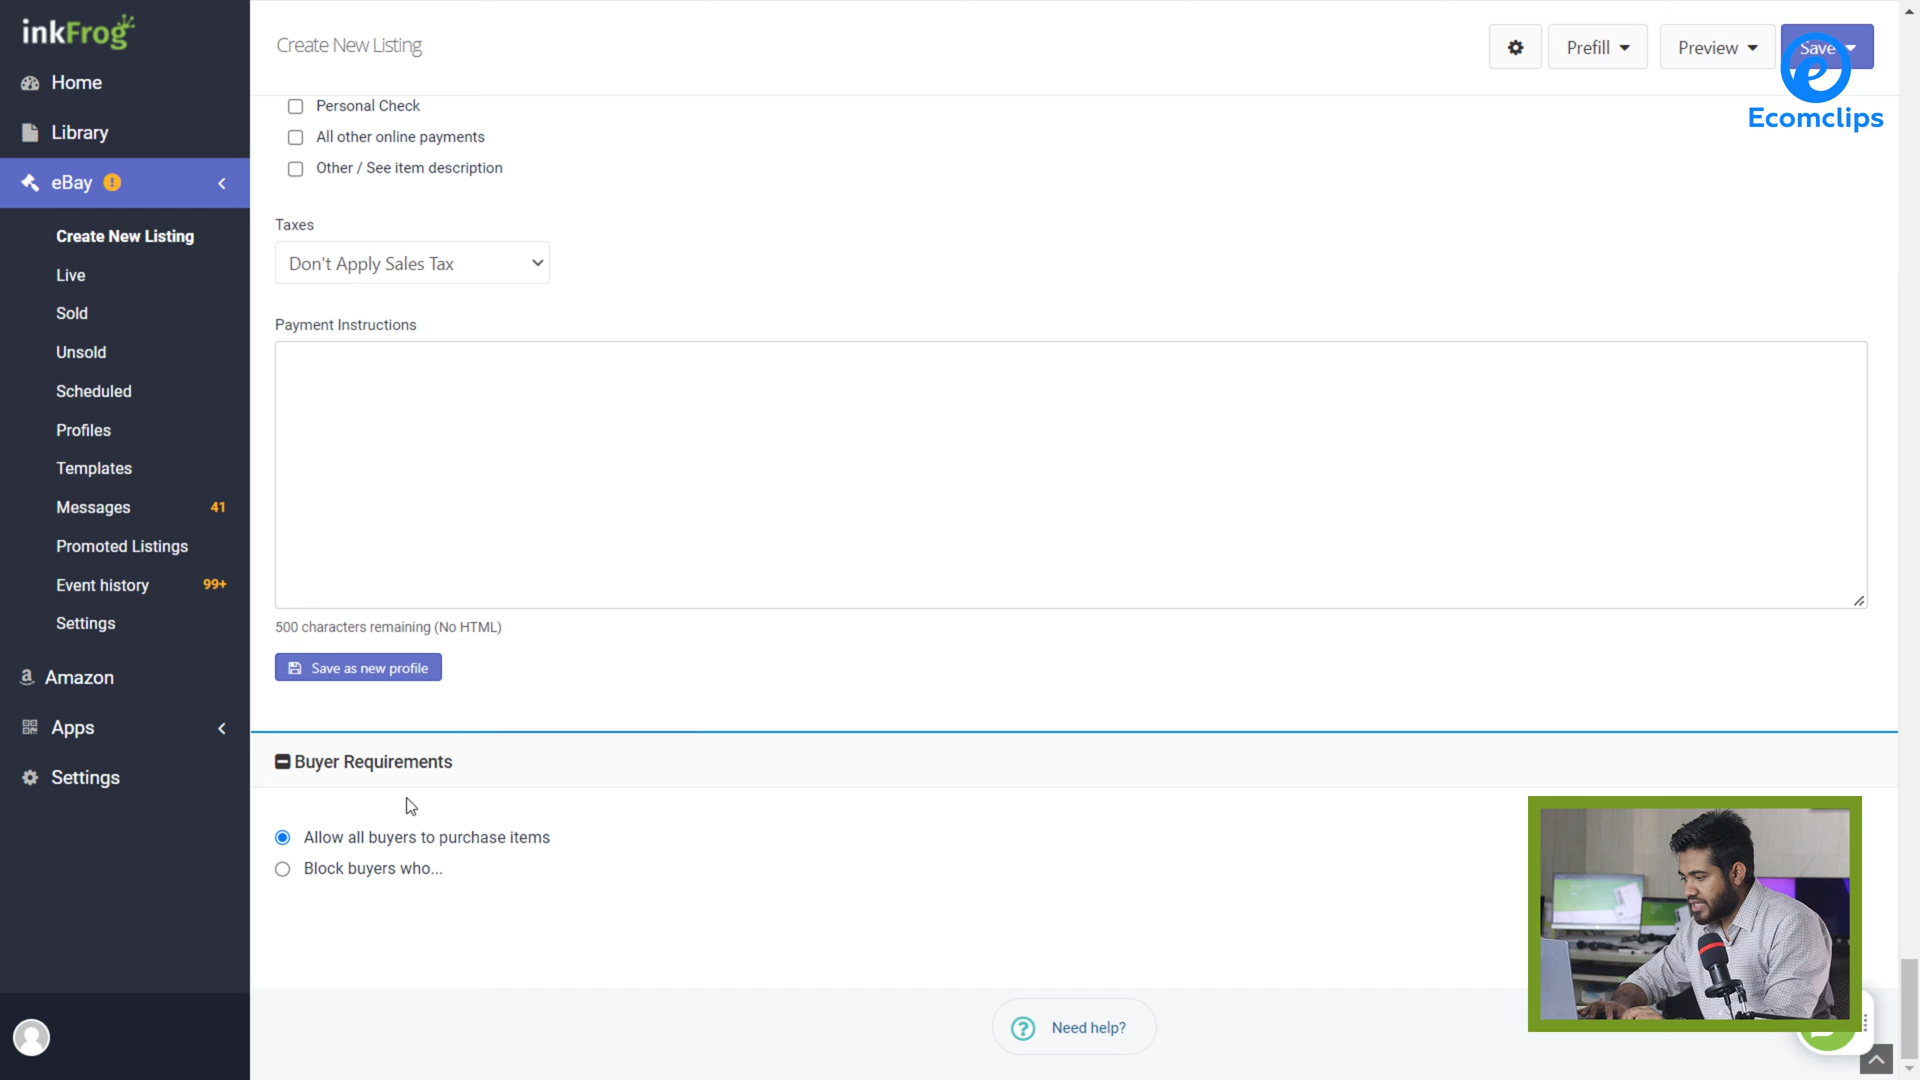 inkFrog
Home
Library
eBay
Create New Listing
Live
Sold
Unsold
Scheduled
Profiles
Templates
Messages 41
Promoted Listings
Event history 99+
Settings
Amazon
Apps
Settings
Create New Listing
Prefill
Preview
Save
Ecomclips
Personal Check
All other online payments
Other / See item description
Taxes
Don't Apply Sales Tax
Payment Instructions
500 characters remaining (No HTML)
Save as new profile
Buyer Requirements
Allow all buyers to purchase items
Block buyers who...
Need help?